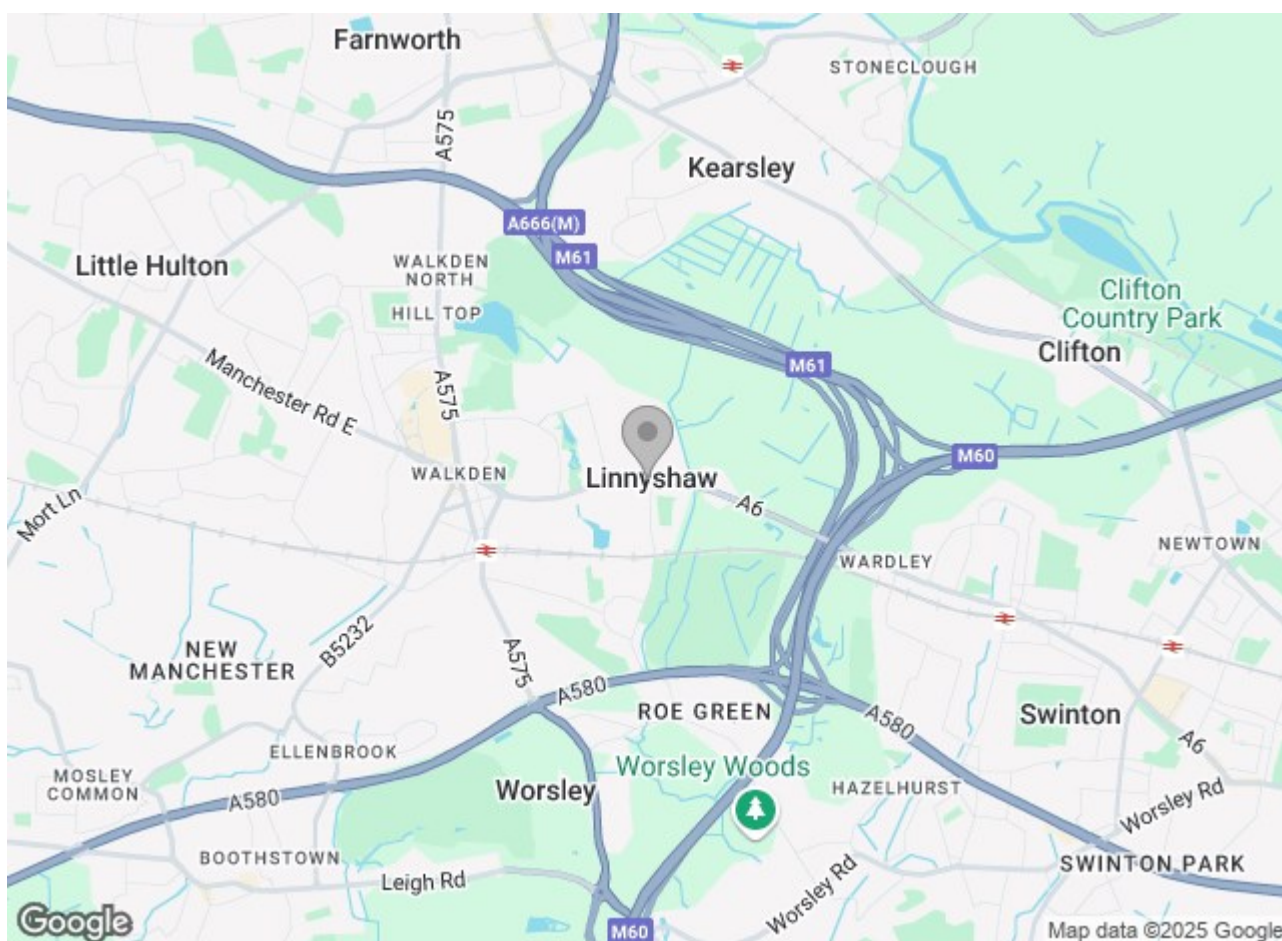 Farnworth
STONECLOUGH
A575
Kearsley
A666(M)
M61
Little Hulton
WALKDEN
NORTH
HILL TOP
Clifton
Country Park
Clifton
M61
Manchester Rd E
A575
M60
WALKDEN
Linnyshaw
A6
Mort Ln
WARDLEY
NEWTOWN
NEW
MANCHESTER
B5232
A575
A580
ROE GREEN
A580
Swinton
A6
ELLENBROOK
MOSLEY
COMMON
Worsley
Worsley Woods
HAZELHURST
A580
Worsley Rd
BOOTHSTOWN
Leigh Rd
Worsley Rd
SWINTON PARK
Google
M60
Map data ©2025 Google